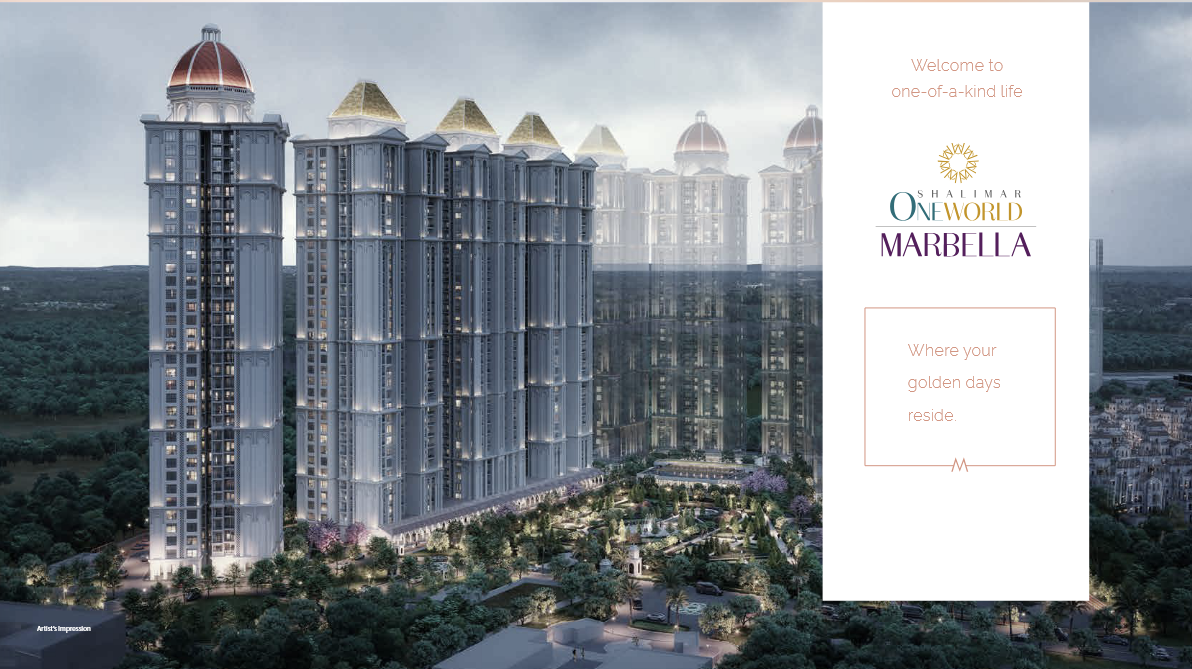 Welcome to
one-of-a-kind life
SHALIMAR
ONEWORLD
MARBELLA
Where your
golden days
reside.
M
Artist's Impression